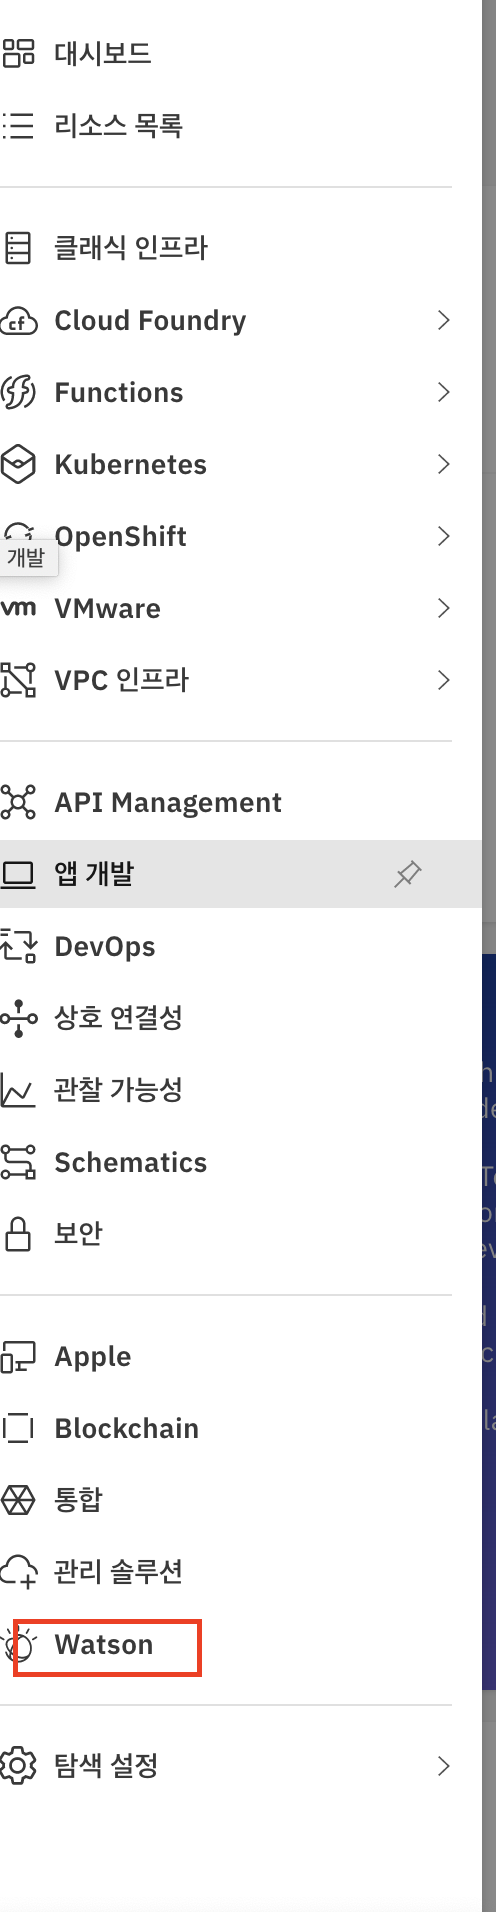 대시보드
리소스 목록
클래식 인프라
Cloud Foundry
Functions
Kubernetes
OpenShift
개발
vm VMware
VPC 인프라
API Management
앱 개발
DevOps
상호 연결성
관찰 가능성
Schematics
보안
Apple
Blockchain
통합
관리 솔루션
Watson
탐색 설정